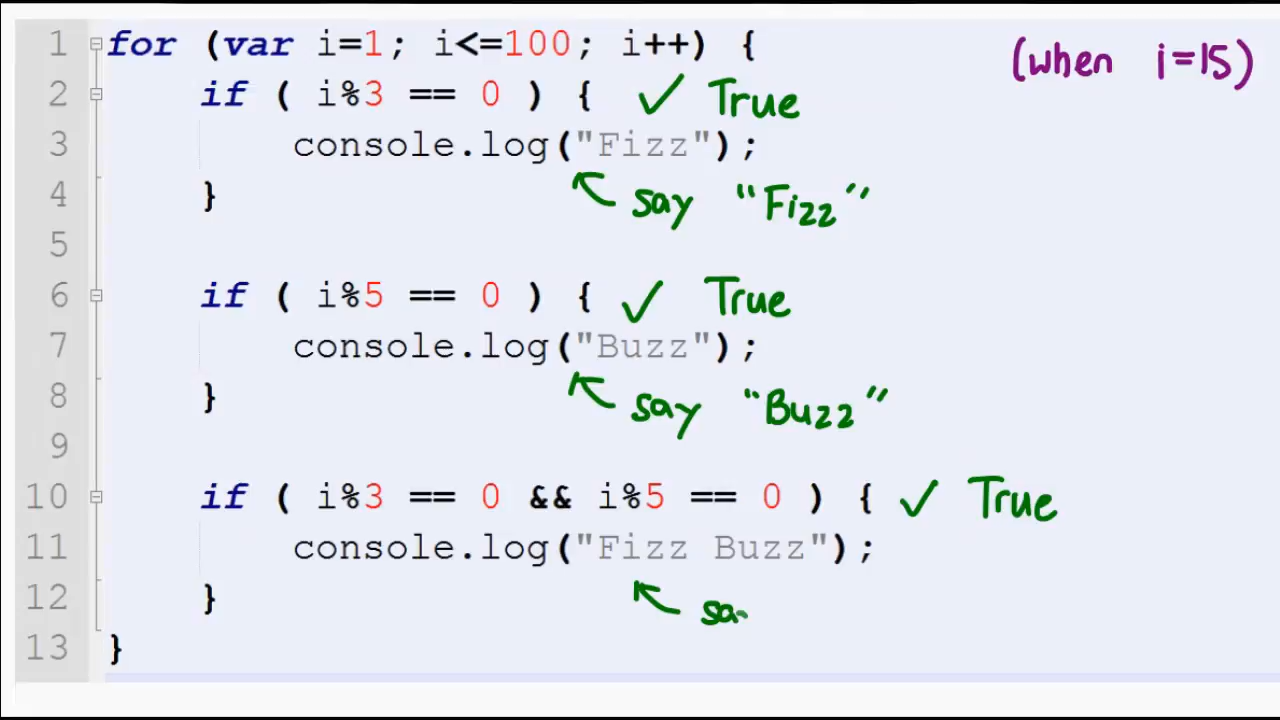 1 for (var i=1; i<=100; i++) { (when i=15)
2 if ( i%3 == 0 ) { ✓ True
3 console.log("Fizz");
4 } say "Fizz"
5
6 if ( i%5 == 0 ) { ✓ True
7 console.log("Buzz");
8 } say "Buzz"
9
10 if ( i%3 == 0 && i%5 == 0 ) { ✓ True
11 console.log("Fizz Buzz");
12 } sa
13 }